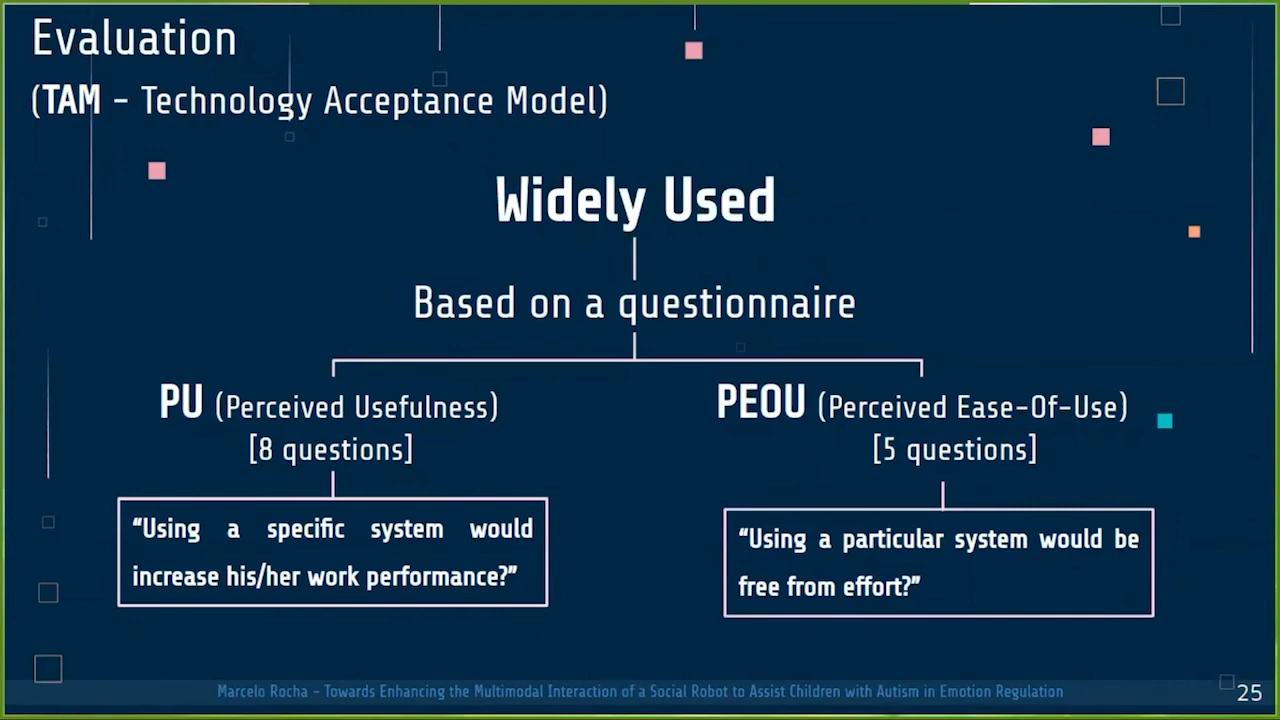 Evaluation
(TAM - Technology Acceptance Model)
Widely Used
Based on a questionnaire
PU (Perceived Usefulness)
[8 questions]
“Using a specific system would
increase his/her work performance?”
PEOU (Perceived Ease-Of-Use)
[5 questions]
“Using a particular system would be
free from effort?”
Marcelo Rocha - Towards Enhancing the Multimodal Interaction of a Social Robot to Assist Children with Autism in Emotion Regulation
25